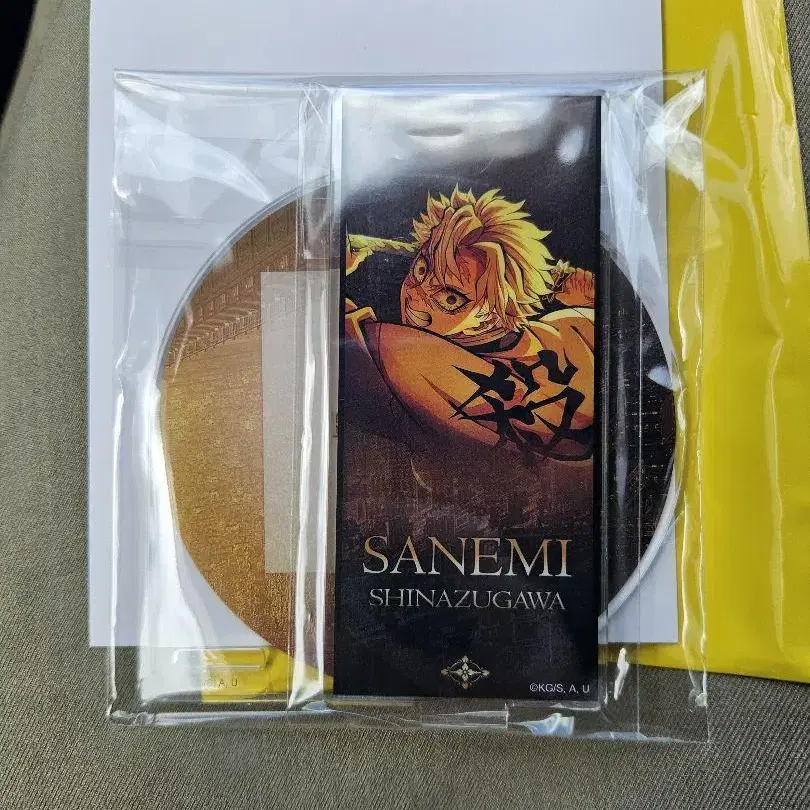 殺
SANEMI
SHINAZUGAWA
©KG/S, A, U
A, U